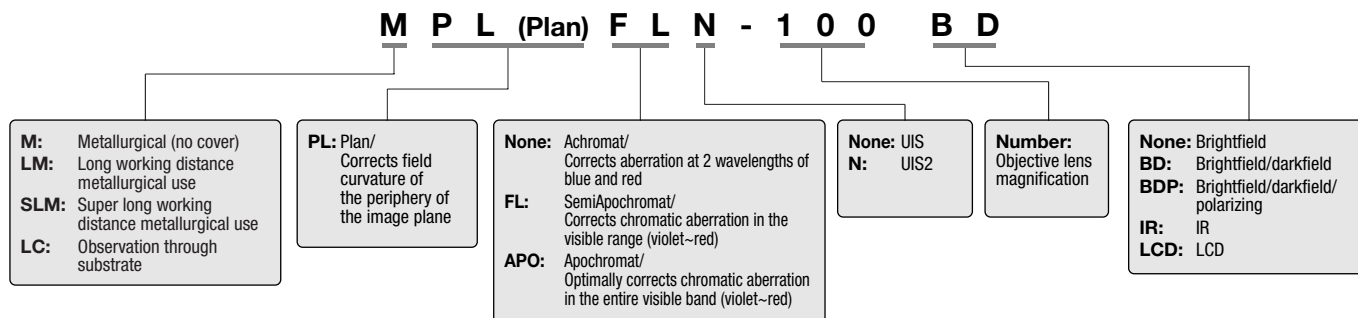 M P L (Plan) F L N - 1 0 0 B D
M: Metallurgical (no cover)
LM: Long working distance
metallurgical use
SLM: Super long working
distance metallurgical use
LC: Observation through
substrate
PL: Plan/
Corrects field
curvature of
the periphery of
the image plane
None: Achromat/
Corrects aberration at 2 wavelengths of
blue and red
FL: SemiApochromat/
Corrects chromatic aberration in the
visible range (violet~red)
APO: Apochromat/
Optimally corrects chromatic aberration
in the entire visible band (violet~red)
None: UIS
N: UIS2
Number:
Objective lens
magnification
None: Brightfield
BD: Brightfield/darkfield
BDP: Brightfield/darkfield/
polarizing
IR: IR
LCD: LCD